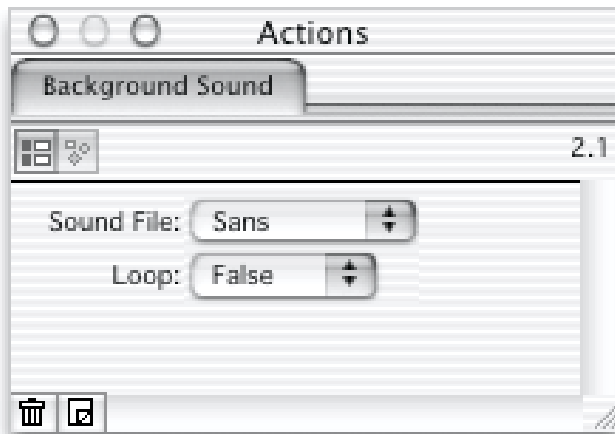 Actions
Background Sound
2.1
Sound File: Sans
Loop: False